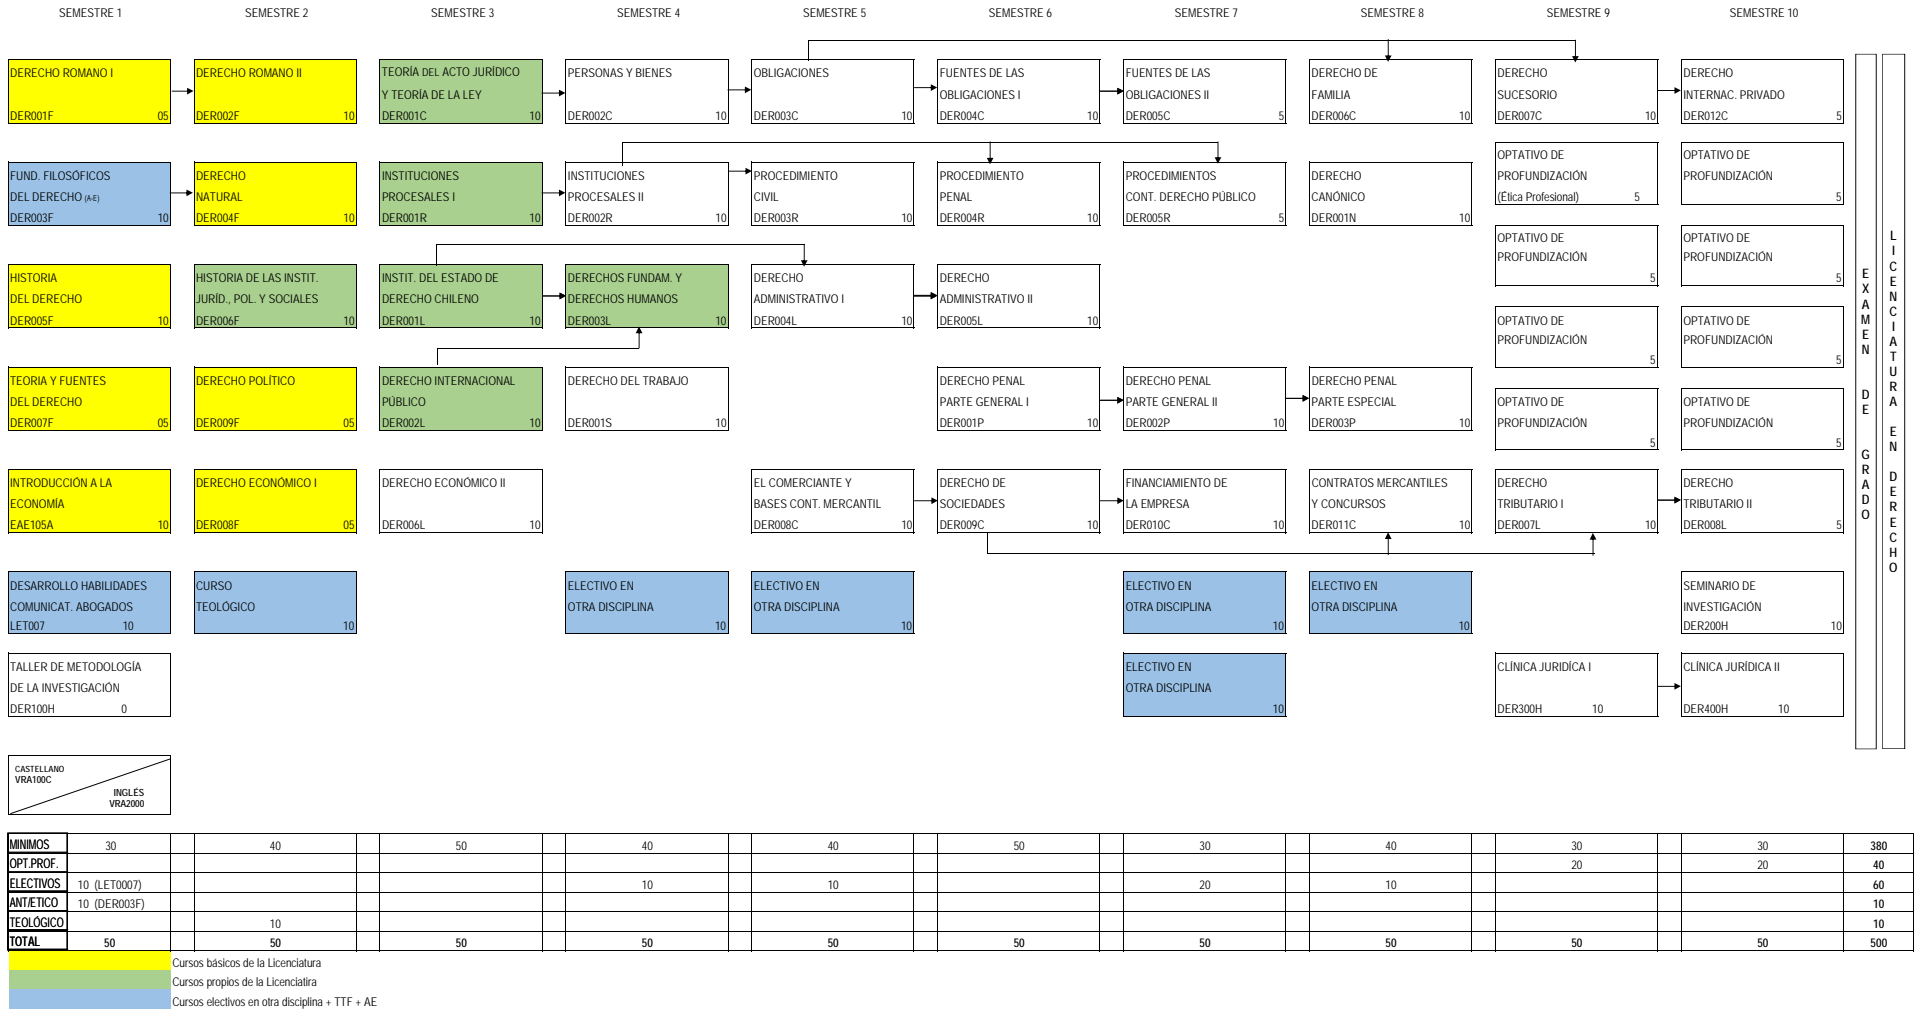 SEMESTRE 1
SEMESTRE 2
SEMESTRE 3
SEMESTRE 4
SEMESTRE 5
SEMESTRE 6
SEMESTRE 7
SEMESTRE 8
SEMESTRE 9
SEMESTRE 10
DERECHO ROMANO I
DER001F 05
DERECHO ROMANO II
DER002F 10
TEORÍA DEL ACTO JURÍDICO
Y TEORÍA DE LA LEY
DER001C 10
PERSONAS Y BIENES
DER002C 10
OBLIGACIONES
DER003C 10
FUENTES DE LAS
OBLIGACIONES I
DER004C 10
FUENTES DE LAS
OBLIGACIONES II
DER005C 5
DERECHO DE
FAMILIA
DER006C 10
DERECHO
SUCESORIO
DER007C 10
DERECHO
INTERNAC. PRIVADO
DER012C 5
FUND. FILOSÓFICOS
DEL DERECHO (A-E)
DER003F 10
DERECHO
NATURAL
DER004F 10
INSTITUCIONES
PROCESALES I
DER001R 10
INSTITUCIONES
PROCESALES II
DER002R 10
PROCEDIMIENTO
CIVIL
DER003R 10
PROCEDIMIENTO
PENAL
DER004R 10
PROCEDIMIENTOS
CONT. DERECHO PÚBLICO
DER005R 5
DERECHO
CANÓNICO
DER001N 10
OPTATIVO DE
PROFUNDIZACIÓN
(Ética Profesional) 5
OPTATIVO DE
PROFUNDIZACIÓN
5
OPTATIVO DE
PROFUNDIZACIÓN
5
OPTATIVO DE
PROFUNDIZACIÓN
5
HISTORIA
DEL DERECHO
DER005F 10
HISTORIA DE LAS INSTIT.
JURÍD., POL. Y SOCIALES
DER006F 10
INSTIT. DEL ESTADO DE
DERECHO CHILENO
DER001L 10
DERECHOS FUNDAM. Y
DERECHOS HUMANOS
DER003L 10
DERECHO
ADMINISTRATIVO I
DER004L 10
DERECHO
ADMINISTRATIVO II
DER005L 10
OPTATIVO DE
PROFUNDIZACIÓN
5
OPTATIVO DE
PROFUNDIZACIÓN
5
TEORIA Y FUENTES
DEL DERECHO
DER007F 05
DERECHO POLÍTICO
DER009F 05
DERECHO INTERNACIONAL
PÚBLICO
DER002L 10
DERECHO DEL TRABAJO
DER001S 10
DERECHO PENAL
PARTE GENERAL I
DER001P 10
DERECHO PENAL
PARTE GENERAL II
DER002P 10
DERECHO PENAL
PARTE ESPECIAL
DER003P 10
OPTATIVO DE
PROFUNDIZACIÓN
5
OPTATIVO DE
PROFUNDIZACIÓN
5
INTRODUCCIÓN A LA
ECONOMÍA
EAE105A 10
DERECHO ECONÓMICO I
DER008F 05
DERECHO ECONÓMICO II
DER006L 10
EL COMERCIANTE Y
BASES CONT. MERCANTIL
DER008C 10
DERECHO DE
SOCIEDADES
DER009C 10
FINANCIAMIENTO DE
LA EMPRESA
DER010C 10
CONTRATOS MERCANTILES
Y CONCURSOS
DER011C 10
DERECHO
TRIBUTARIO I
DER007L 10
DERECHO
TRIBUTARIO II
DER008L 5
DESARROLLO HABILIDADES
COMUNICAT. ABOGADOS
LET007 10
CURSO
TEOLÓGICO
10
ELECTIVO EN
OTRA DISCIPLINA
10
ELECTIVO EN
OTRA DISCIPLINA
10
ELECTIVO EN
OTRA DISCIPLINA
10
ELECTIVO EN
OTRA DISCIPLINA
10
SEMINARIO DE
INVESTIGACIÓN
DER200H 10
TALLER DE METODOLOGÍA
DE LA INVESTIGACIÓN
DER100H 0
ELECTIVO EN
OTRA DISCIPLINA
10
CLÍNICA JURIDÍCA I
DER300H 10
CLÍNICA JURÍDICA II
DER400H 10
EXAMEN DE GRADO
LICENCIATURA EN DERECHO
CASTELLANO
VRA100C
INGLÉS
VRA2000
MINIMOS 30 40 50 40 40 50 30 40 30 30 380
OPT.PROF. 20 20 40
ELECTIVOS 10 (LET0007) 10 10 20 10 60
ANT/ETICO 10 (DER003F) 10
TEOLÓGICO 10 10
TOTAL 50 50 50 50 50 50 50 50 50 50 500
Cursos básicos de la Licenciatura
Cursos propios de la Licenciatira
Cursos electivos en otra disciplina + TTF + AE